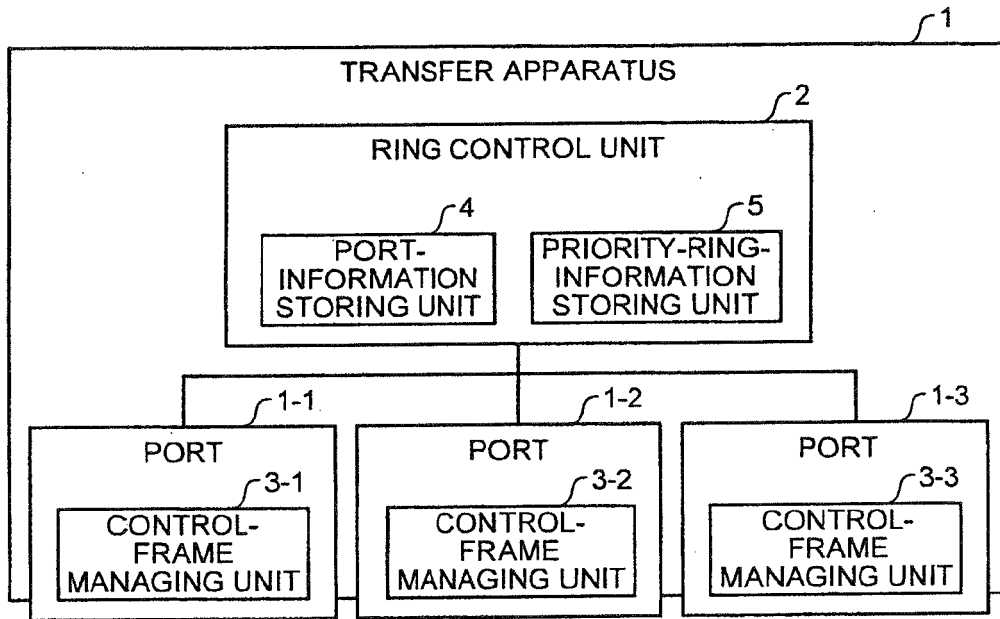 1
TRANSFER APPARATUS
2
RING CONTROL UNIT
4
5
PORT-
INFORMATION
STORING UNIT
PRIORITY-RING-
INFORMATION
STORING UNIT
1-1
1-2
1-3
PORT
PORT
PORT
3-1
3-2
3-3
CONTROL-
FRAME
MANAGING UNIT
CONTROL-
FRAME
MANAGING UNIT
CONTROL-
FRAME
MANAGING UNIT